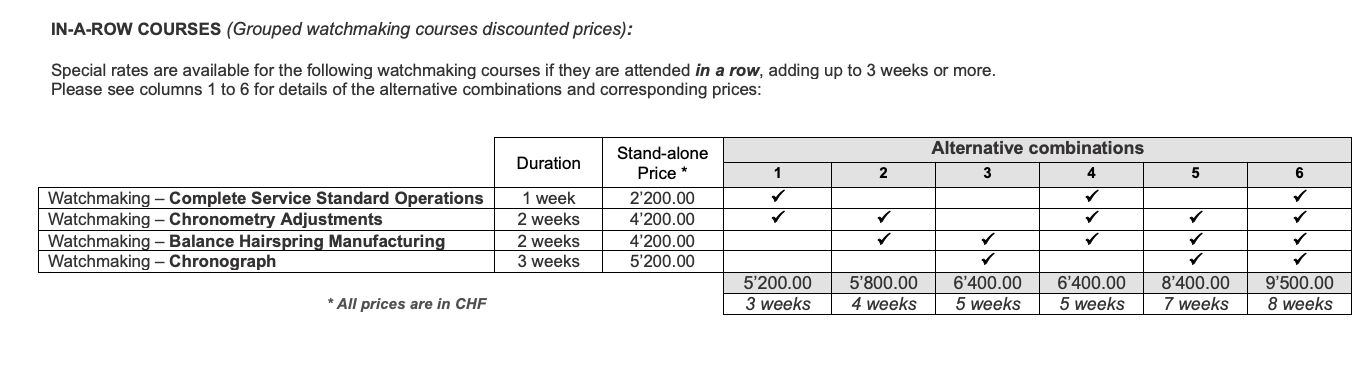 IN-A-ROW COURSES (Grouped watchmaking courses discounted prices):
Special rates are available for the following watchmaking courses if they are attended in a row, adding up to 3 weeks or more.
Please see columns 1 to 6 for details of the alternative combinations and corresponding prices:
Duration Stand-alone Price * Alternative combinations
1 2 3 4 5 6
Watchmaking – Complete Service Standard Operations 1 week 2’200.00 ✓ ✓ ✓
Watchmaking – Chronometry Adjustments 2 weeks 4’200.00 ✓ ✓ ✓ ✓ ✓
Watchmaking – Balance Hairspring Manufacturing 2 weeks 4’200.00 ✓ ✓ ✓ ✓ ✓
Watchmaking – Chronograph 3 weeks 5’200.00 ✓ ✓ ✓
5’200.00 5’800.00 6’400.00 6’400.00 8’400.00 9’500.00
* All prices are in CHF 3 weeks 4 weeks 5 weeks 5 weeks 7 weeks 8 weeks